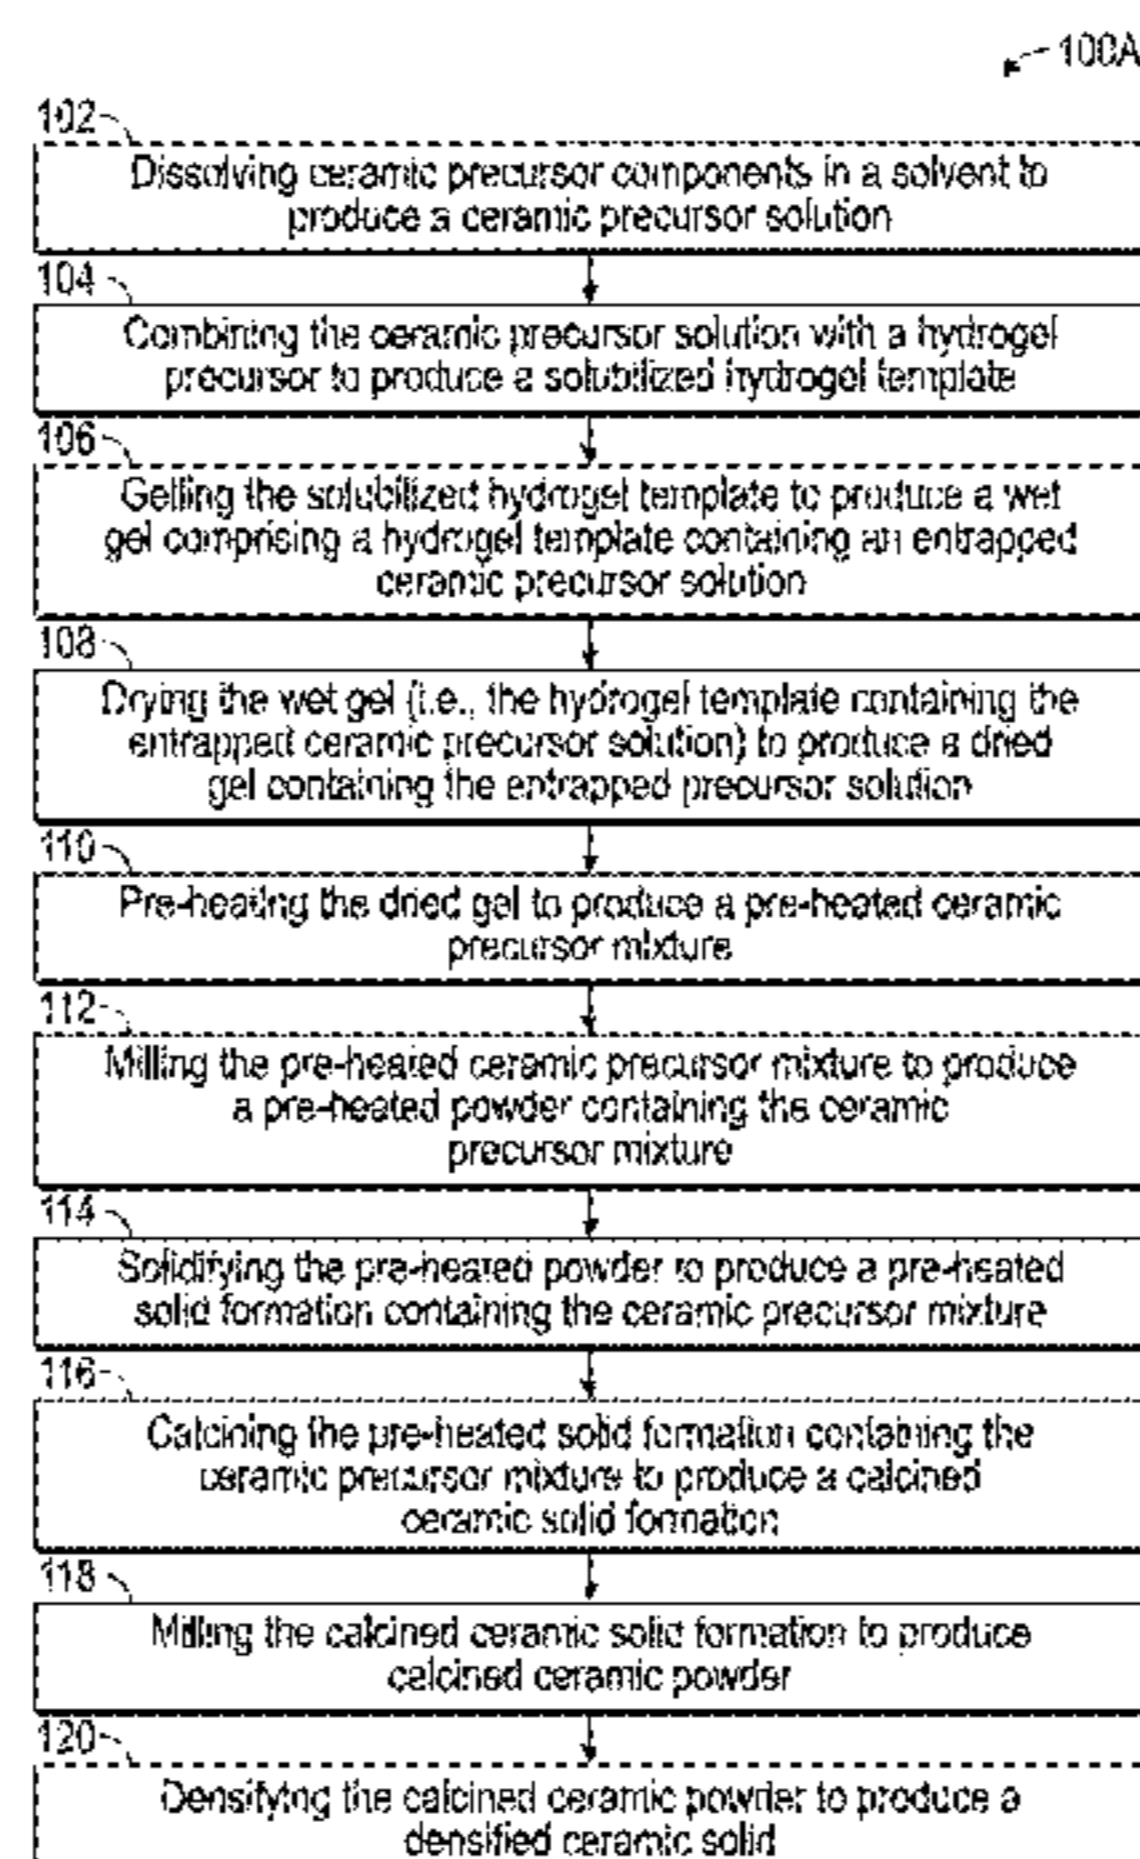 100A
102
Dissolving ceramic precursor components in a solvent to
produce a ceramic precursor solution
104
Combining the ceramic precursor solution with a hydrogel
precursor to produce a solubilized hydrogel template
106
Gelling the solubilized hydrogel template to produce a wet
gel comprising a hydrogel template containing an entrapped
ceramic precursor solution
108
Drying the wet gel (i.e., the hydrogel template containing the
entrapped ceramic precursor solution) to produce a dried
gel containing the entrapped precursor solution
110
Pre-heating the dried gel to produce a pre-heated ceramic
precursor mixture
112
Milling the pre-heated ceramic precursor mixture to produce
a pre-heated powder containing the ceramic
precursor mixture
114
Solidifying the pre-heated powder to produce a pre-heated
solid formation containing the ceramic precursor mixture
116
Calcining the pre-heated solid formation containing the
ceramic precursor mixture to produce a calcined
ceramic solid formation
118
Milling the calcined ceramic solid formation to produce
calcined ceramic powder
120
Densifying the calcined ceramic powder to produce a
densified ceramic solid